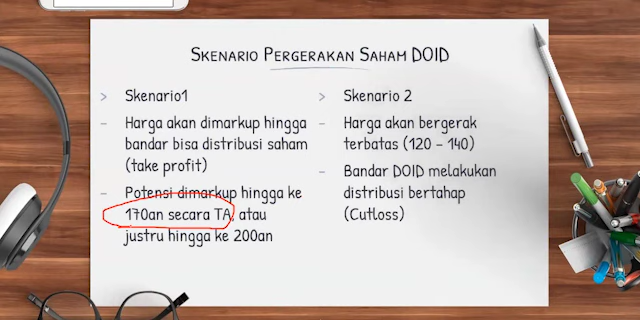 SKENARIO PERGERAKAN SAHAM DOID
> Skenario1
- Harga akan dimarkup hingga
bandar bisa distribusi saham
(take profit)
- Potensi dimarkup hingga ke
170an secara TA, atau
justru hingga ke 200an
> Skenario 2
- Harga akan bergerak
terbatas (120 – 140)
- Bandar DOID melakukan
distribusi bertahap
(Cutloss)